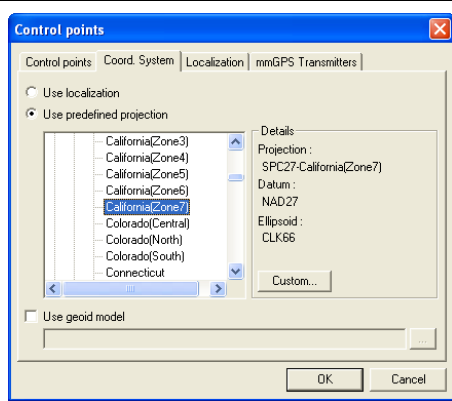 Control points
Control points Coord. System Localization mmGPS Transmitters
Use localization
Use predefined projection
California(Zone3)
California(Zone4)
California(Zone5)
California(Zone6)
California(Zone7)
Colorado(Central)
Colorado(North)
Colorado(South)
Connecticut
Details
Projection :
SPC27-California(Zone7)
Datum :
NAD27
Ellipsoid :
CLK66
Custom...
Use geoid model
...
OK Cancel